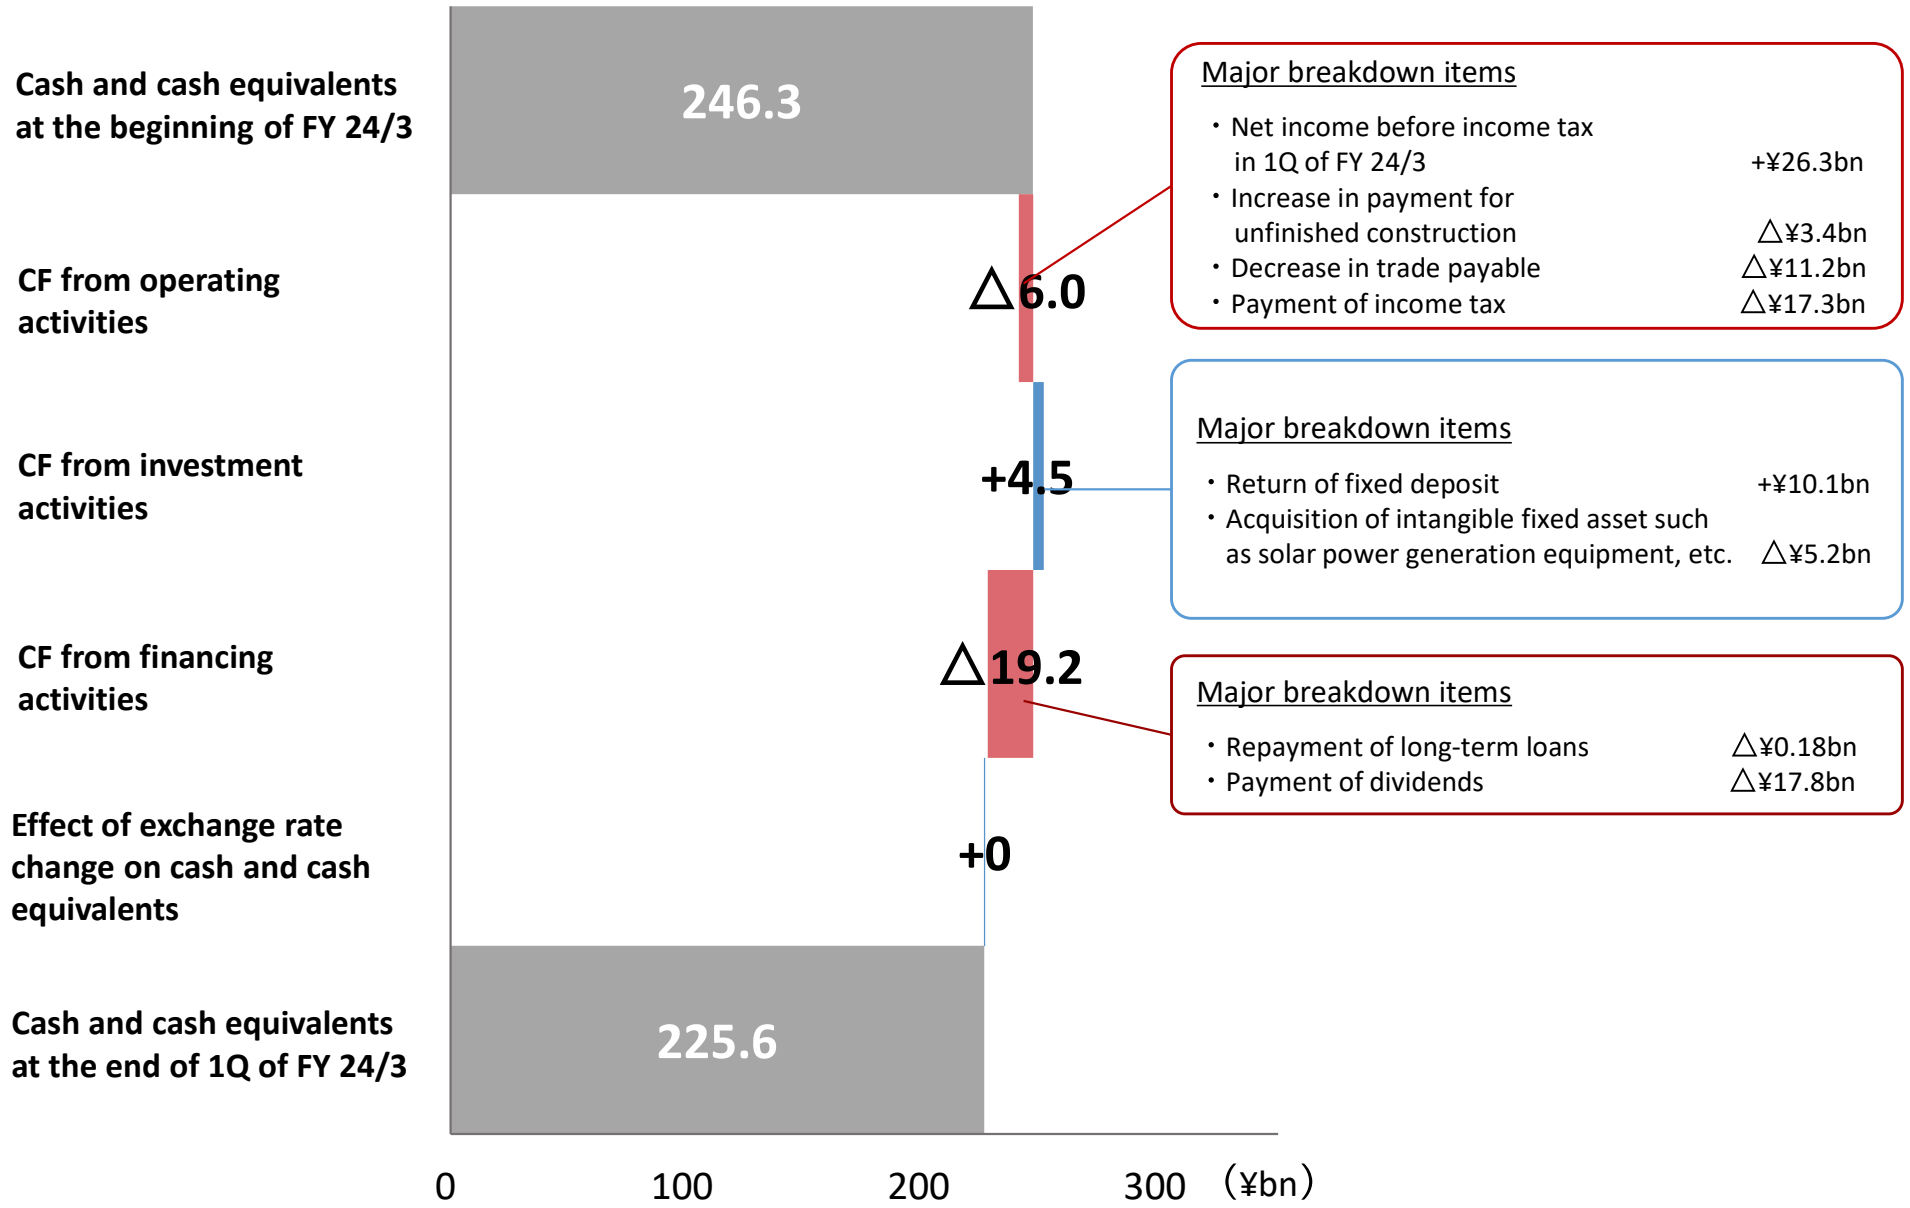 Cash and cash equivalents
at the beginning of FY 24/3
246.3
CF from operating
activities
△6.0
CF from investment
activities
+4.5
CF from financing
activities
△19.2
Effect of exchange rate
change on cash and cash
equivalents
+0
Cash and cash equivalents
at the end of 1Q of FY 24/3
225.6
0 100 200 300 (¥bn)
Major breakdown items
・Net income before income tax
in 1Q of FY 24/3 +¥26.3bn
・Increase in payment for
unfinished construction △¥3.4bn
・Decrease in trade payable △¥11.2bn
・Payment of income tax △¥17.3bn
Major breakdown items
・Return of fixed deposit +¥10.1bn
・Acquisition of intangible fixed asset such
as solar power generation equipment, etc. △¥5.2bn
Major breakdown items
・Repayment of long-term loans △¥0.18bn
・Payment of dividends △¥17.8bn